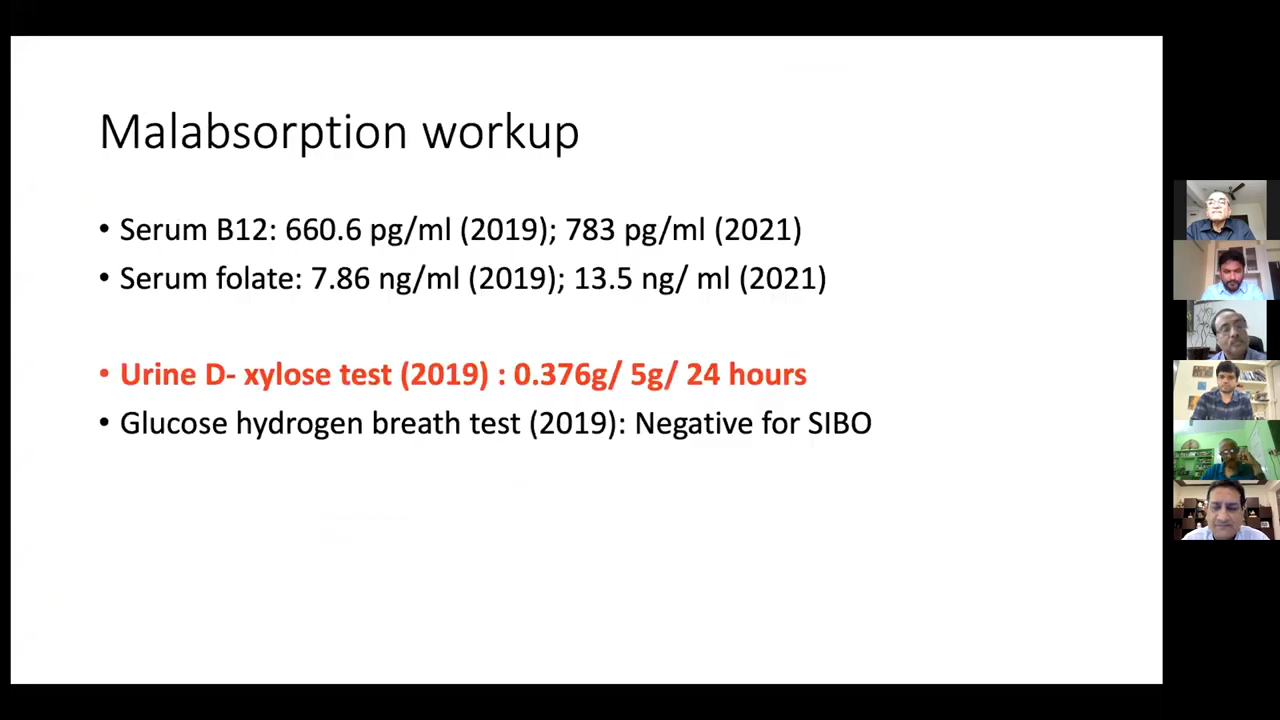 Malabsorption workup
• Serum B12: 660.6 pg/ml (2019); 783 pg/ml (2021)
• Serum folate: 7.86 ng/ml (2019); 13.5 ng/ ml (2021)
• Urine D- xylose test (2019) : 0.376g/ 5g/ 24 hours
• Glucose hydrogen breath test (2019): Negative for SIBO